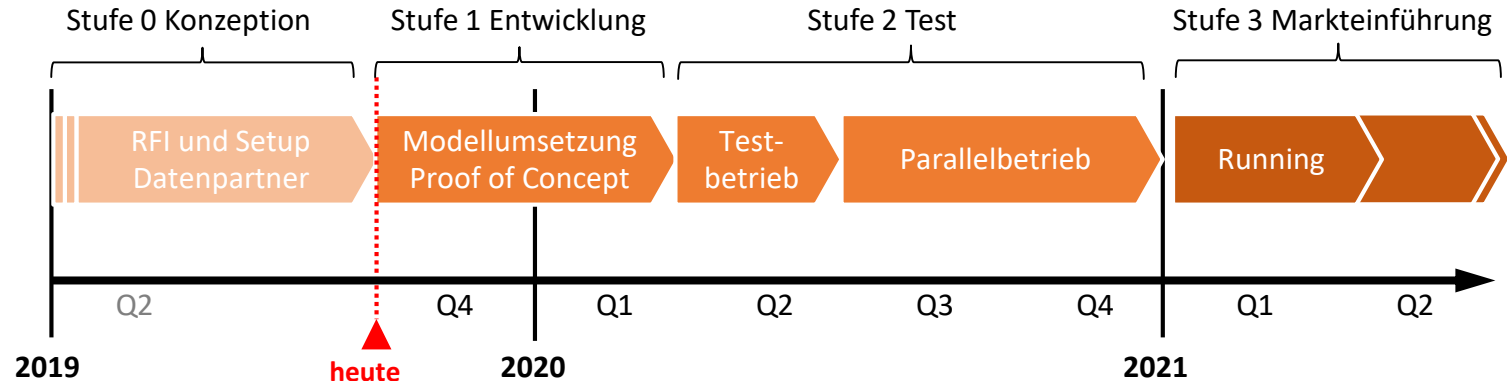 Stufe 0 Konzeption
Stufe 1 Entwicklung
Stufe 2 Test
Stufe 3 Markteinführung
RFI und Setup
Datenpartner
Modellumsetzung
Proof of Concept
Test-
betrieb
Parallelbetrieb
Running
Q2
Q4
Q1
Q2
Q3
Q4
Q1
Q2
2019
heute
2020
2021